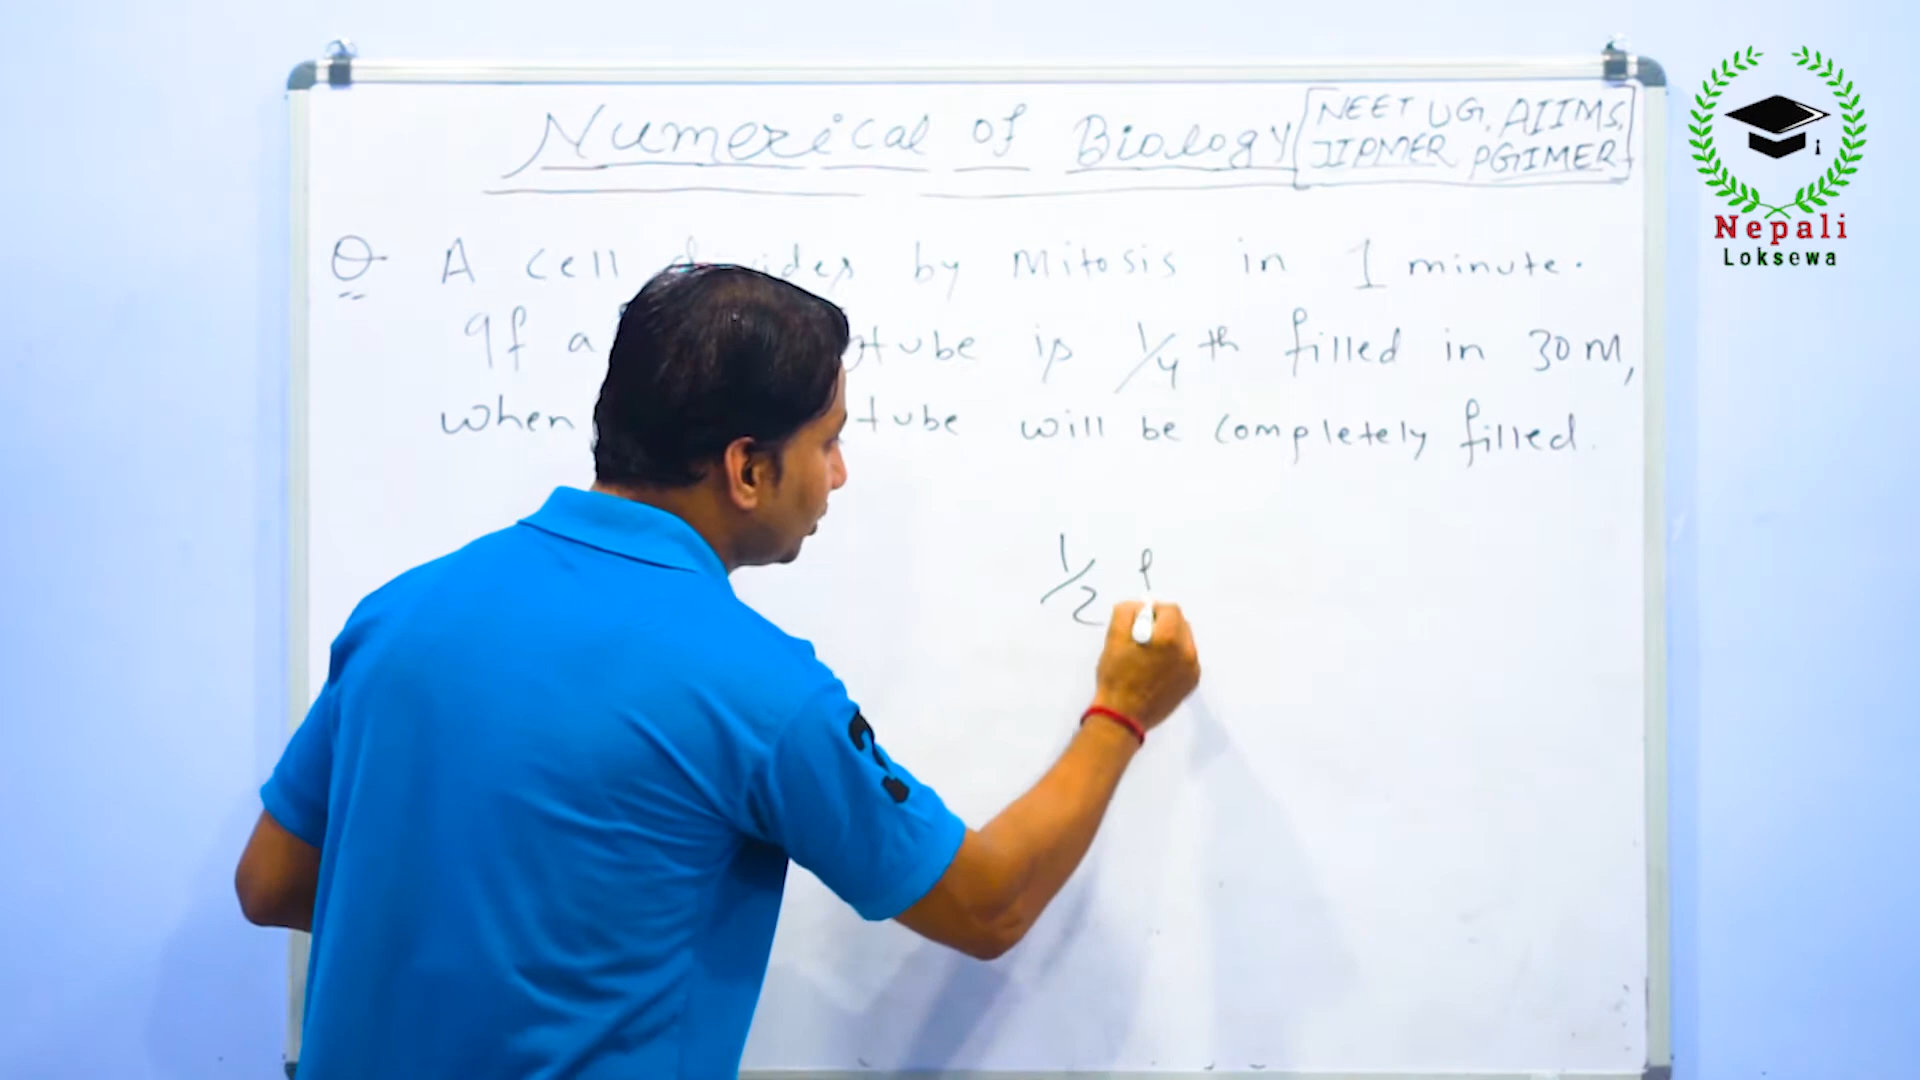 Numerical of Biology
NEET UG, AIIMS,
JIPMER PGIMER
Nepali
Loksewa
Q A cell divides by Mitosis in 1 minute.
If a tube is 1/4 th filled in 30 M,
when tube will be completely filled.
1/2 f